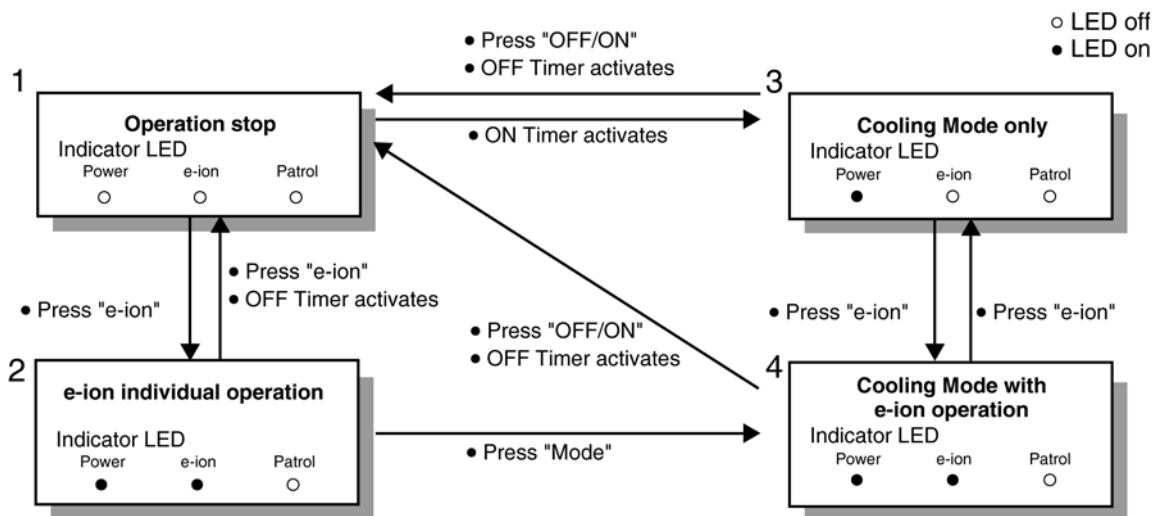 ○ LED off
● LED on
● Press "OFF/ON"
● OFF Timer activates
1
Operation stop
Indicator LED
Power e-ion Patrol
● ON Timer activates
3
Cooling Mode only
Indicator LED
Power e-ion Patrol
● Press "e-ion"
● OFF Timer activates
● Press "e-ion"
● Press "OFF/ON"
● OFF Timer activates
● Press "e-ion"
● Press "e-ion"
2
e-ion individual operation
Indicator LED
Power e-ion Patrol
● Press "Mode"
4
Cooling Mode with
e-ion operation
Indicator LED
Power e-ion Patrol